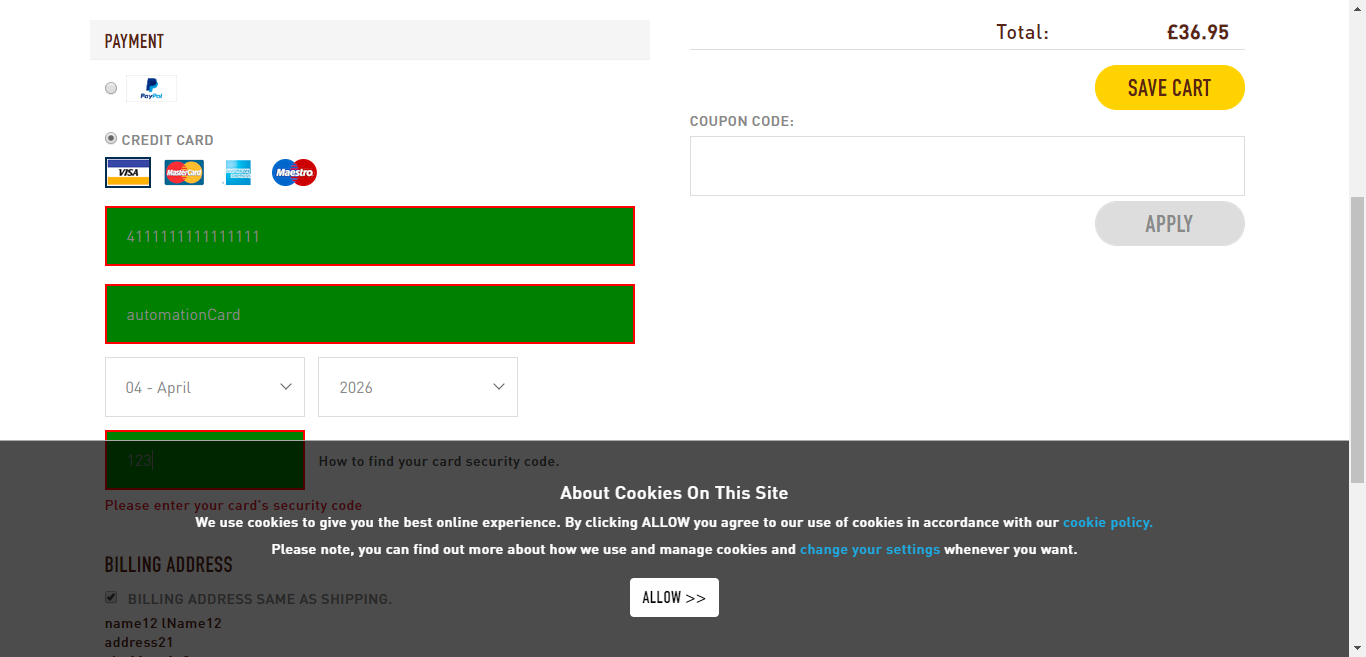 PAYMENT
PayPal
CREDIT CARD
VISA
MasterCard
AMERICAN EXPRESS
Maestro
4111111111111111
automationCard
04 - April
2026
123
How to find your card security code.
Please enter your card's security code
BILLING ADDRESS
BILLING ADDRESS SAME AS SHIPPING.
name12 lName12
address21
Total:
£36.95
SAVE CART
COUPON CODE:
APPLY
About Cookies On This Site
We use cookies to give you the best online experience. By clicking ALLOW you agree to our use of cookies in accordance with our cookie policy.
Please note, you can find out more about how we use and manage cookies and change your settings whenever you want.
ALLOW >>